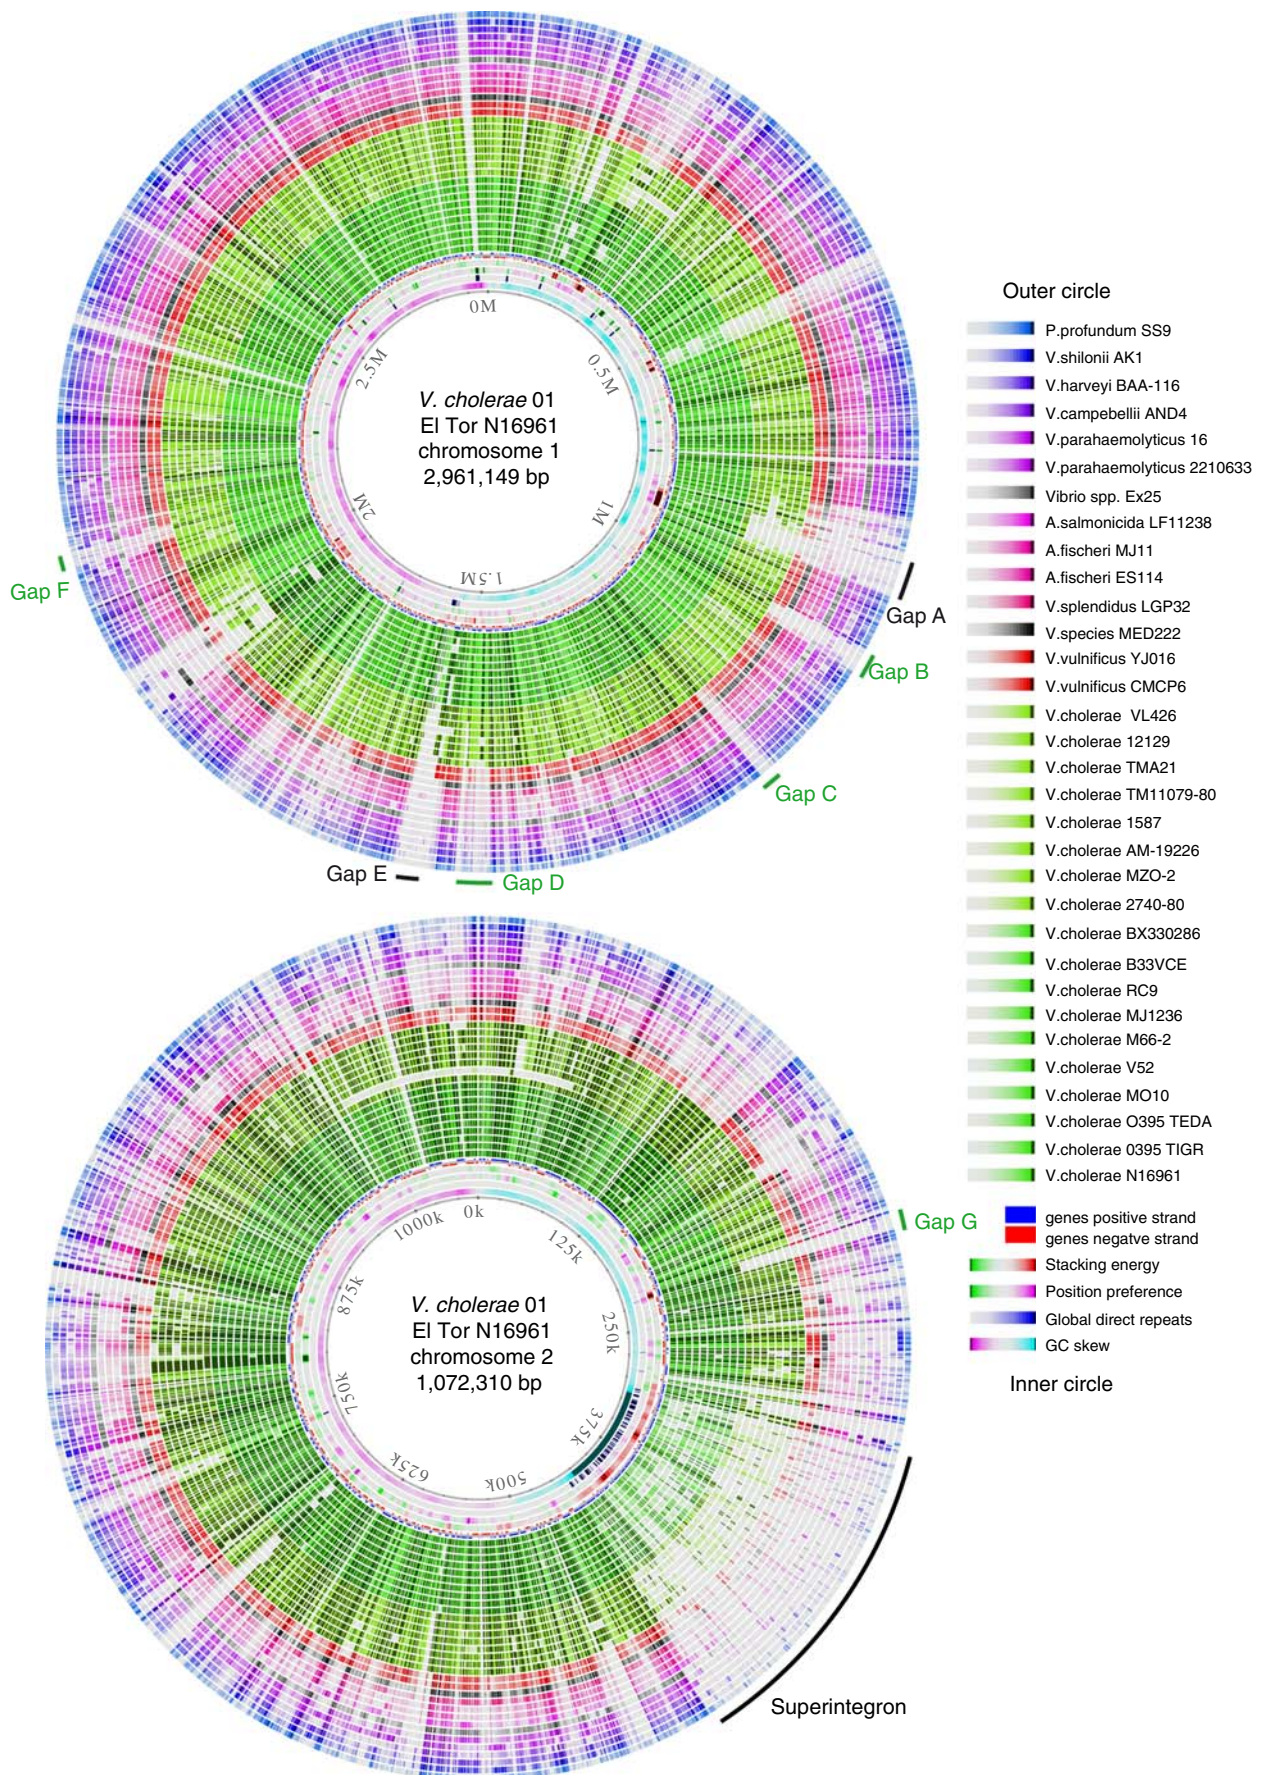 0M
0.5M
1M
1.5M
2M
2.5M
V. cholerae 01
El Tor N16961
chromosome 1
2,961,149 bp
Gap A
Gap B
Gap C
Gap D
Gap E
Gap F
0k
125k
250k
375k
500k
625k
750k
875k
1000k
V. cholerae 01
El Tor N16961
chromosome 2
1,072,310 bp
Gap G
Superintegron
Outer circle
P.profundum SS9
V.shilonii AK1
V.harveyi BAA-116
V.campebellii AND4
V.parahaemolyticus 16
V.parahaemolyticus 2210633
Vibrio spp. Ex25
A.salmonicida LF11238
A.fischeri MJ11
A.fischeri ES114
V.splendidus LGP32
V.species MED222
V.vulnificus YJ016
V.vulnificus CMCP6
V.cholerae VL426
V.cholerae 12129
V.cholerae TMA21
V.cholerae TM11079-80
V.cholerae 1587
V.cholerae AM-19226
V.cholerae MZO-2
V.cholerae 2740-80
V.cholerae BX330286
V.cholerae B33VCE
V.cholerae RC9
V.cholerae MJ1236
V.cholerae M66-2
V.cholerae V52
V.cholerae MO10
V.cholerae O395 TEDA
V.cholerae 0395 TIGR
V.cholerae N16961
genes positive strand
genes negatve strand
Stacking energy
Position preference
Global direct repeats
GC skew
Inner circle